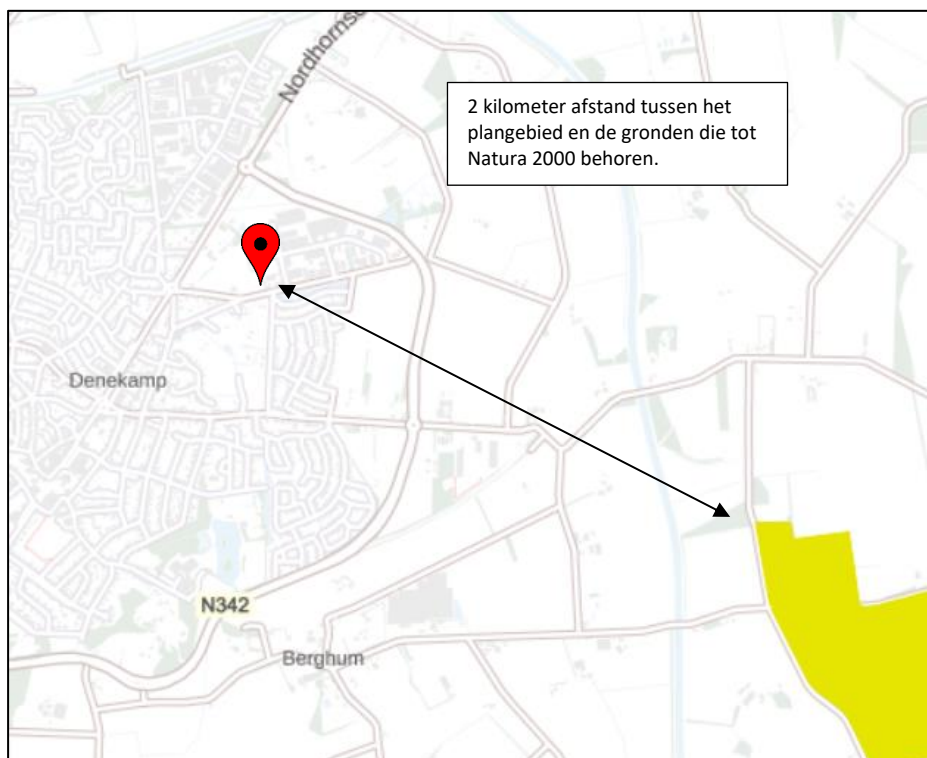 Nordhornse
2 kilometer afstand tussen het
plangebied en de gronden die tot
Natura 2000 behoren.
Denekamp
N342
Berghum